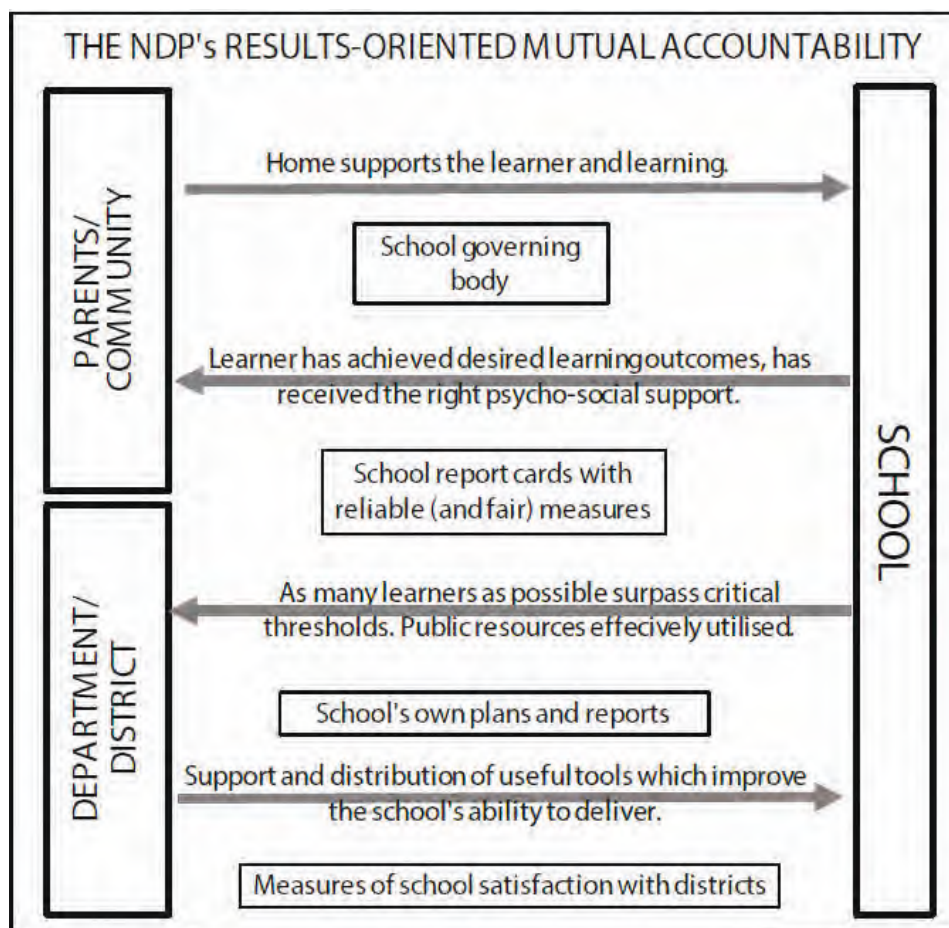 THE NDP's RESULTS-ORIENTED MUTUAL ACCOUNTABILITY
PARENTS/
COMMUNITY
Home supports the learner and learning.
School governing
body
Learner has achieved desired learning outcomes, has
received the right psycho-social support.
School report cards with
reliable (and fair) measures
SCHOOL
DEPARTMENT/
DISTRICT
As many learners as possible surpass critical
thresholds. Public resources effecively utilised.
School's own plans and reports
Support and distribution of useful tools which improve
the school's ability to deliver.
Measures of school satisfaction with districts